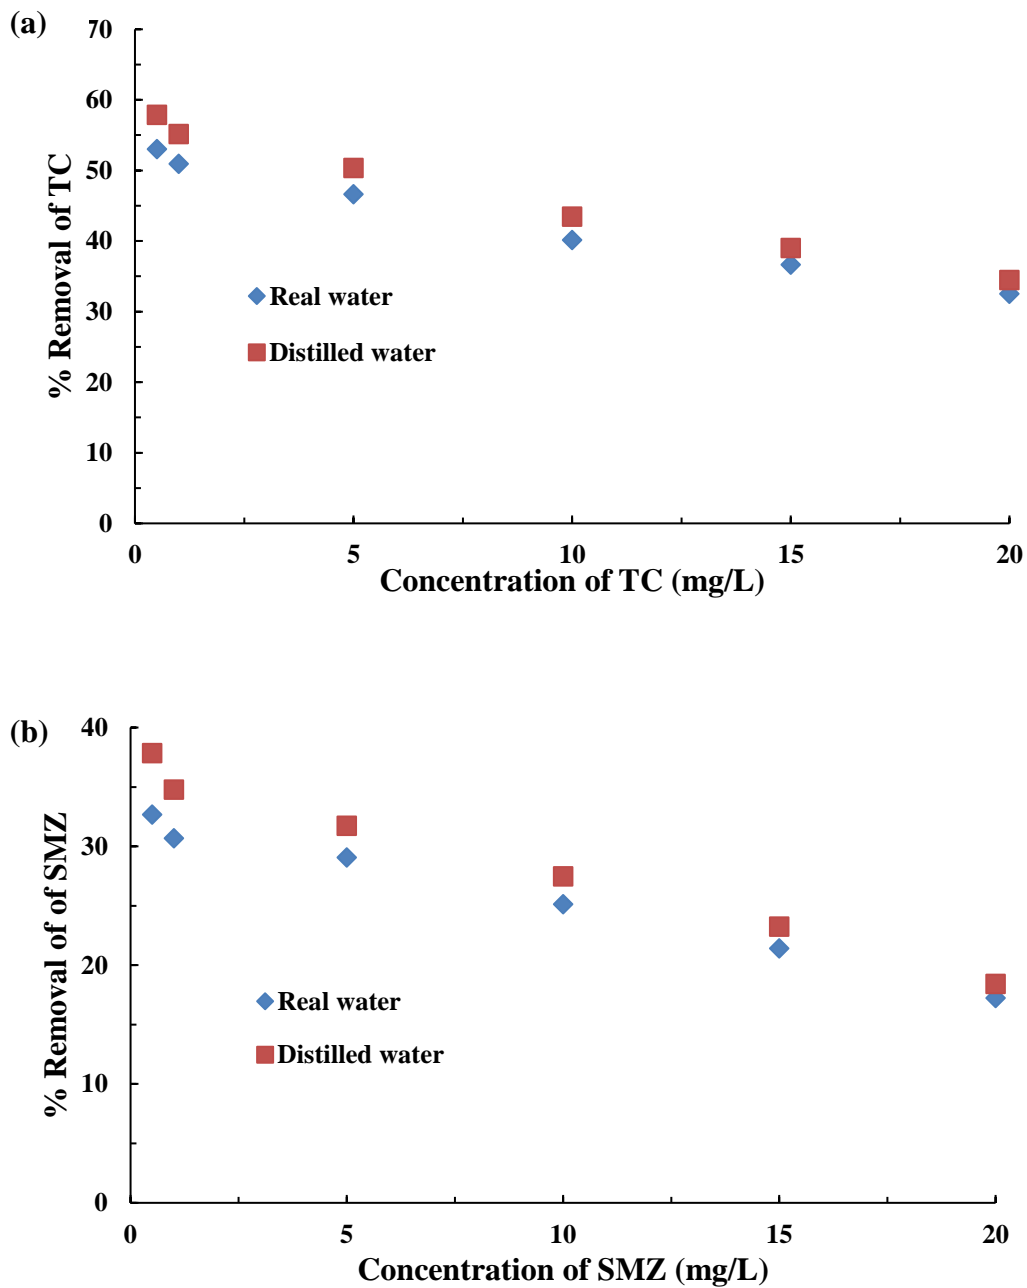 (a)
70
60
50
40
30
20
10
0
% Removal of TC
Real water
Distilled water
0 5 10 15 20
Concentration of TC (mg/L)
(b)
40
30
20
10
0
% Removal of of SMZ
Real water
Distilled water
0 5 10 15 20
Concentration of SMZ (mg/L)